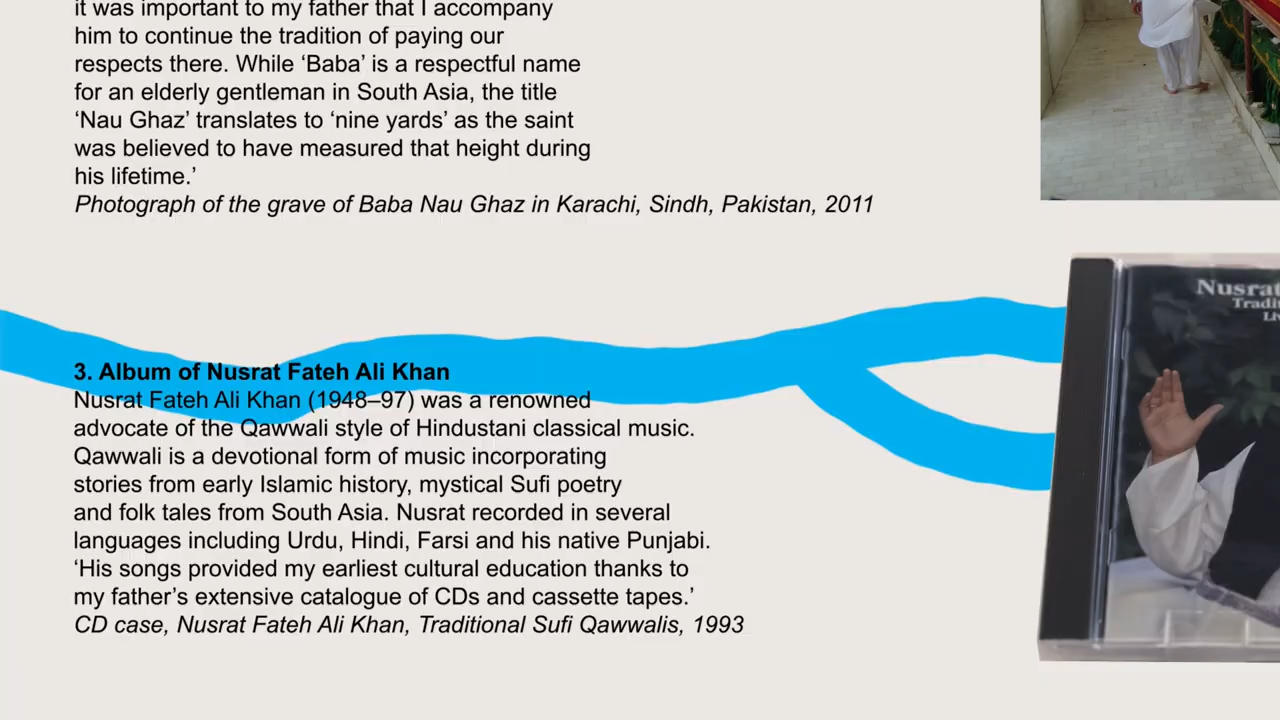 it was important to my father that I accompany
him to continue the tradition of paying our
respects there. While ‘Baba’ is a respectful name
for an elderly gentleman in South Asia, the title
‘Nau Ghaz’ translates to ‘nine yards’ as the saint
was believed to have measured that height during
his lifetime.’
Photograph of the grave of Baba Nau Ghaz in Karachi, Sindh, Pakistan, 2011
Nusrat
Tradit
Li
3. Album of Nusrat Fateh Ali Khan
Nusrat Fateh Ali Khan (1948–97) was a renowned
advocate of the Qawwali style of Hindustani classical music.
Qawwali is a devotional form of music incorporating
stories from early Islamic history, mystical Sufi poetry
and folk tales from South Asia. Nusrat recorded in several
languages including Urdu, Hindi, Farsi and his native Punjabi.
‘His songs provided my earliest cultural education thanks to
my father’s extensive catalogue of CDs and cassette tapes.’
CD case, Nusrat Fateh Ali Khan, Traditional Sufi Qawwalis, 1993